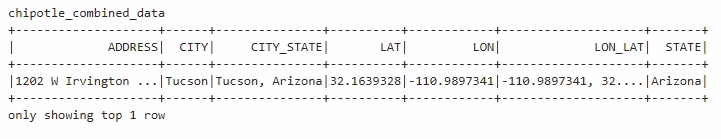 chipotle_combined_data
+-------------------+------+---------------+----------+------------+-------------------+-------+
|            ADDRESS|  CITY|     CITY_STATE|       LAT|         LON|            LON_LAT|  STATE|
+-------------------+------+---------------+----------+------------+-------------------+-------+
|1202 W Irvington ...|Tucson|Tucson, Arizona|32.1639328|-110.9897341|-110.9897341, 32....|Arizona|
+-------------------+------+---------------+----------+------------+-------------------+-------+
only showing top 1 row